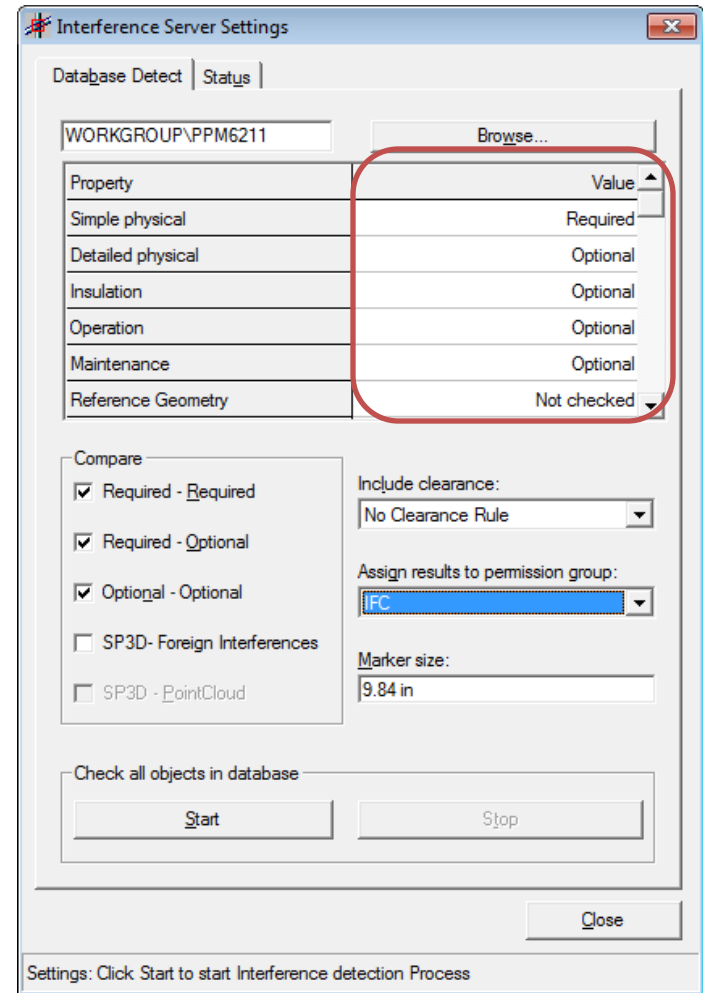 Interference Server Settings
Database Detect Status
WORKGROUP\PPM6211 Browse...
Property Value
Simple physical Required
Detailed physical Optional
Insulation Optional
Operation Optional
Maintenance Optional
Reference Geometry Not checked
Compare
Required - Required
Required - Optional
Optional - Optional
SP3D- Foreign Interferences
SP3D - PointCloud
Include clearance:
No Clearance Rule
Assign results to permission group:
IFC
Marker size:
9.84 in
Check all objects in database
Start Stop
Close
Settings: Click Start to start Interference detection Process